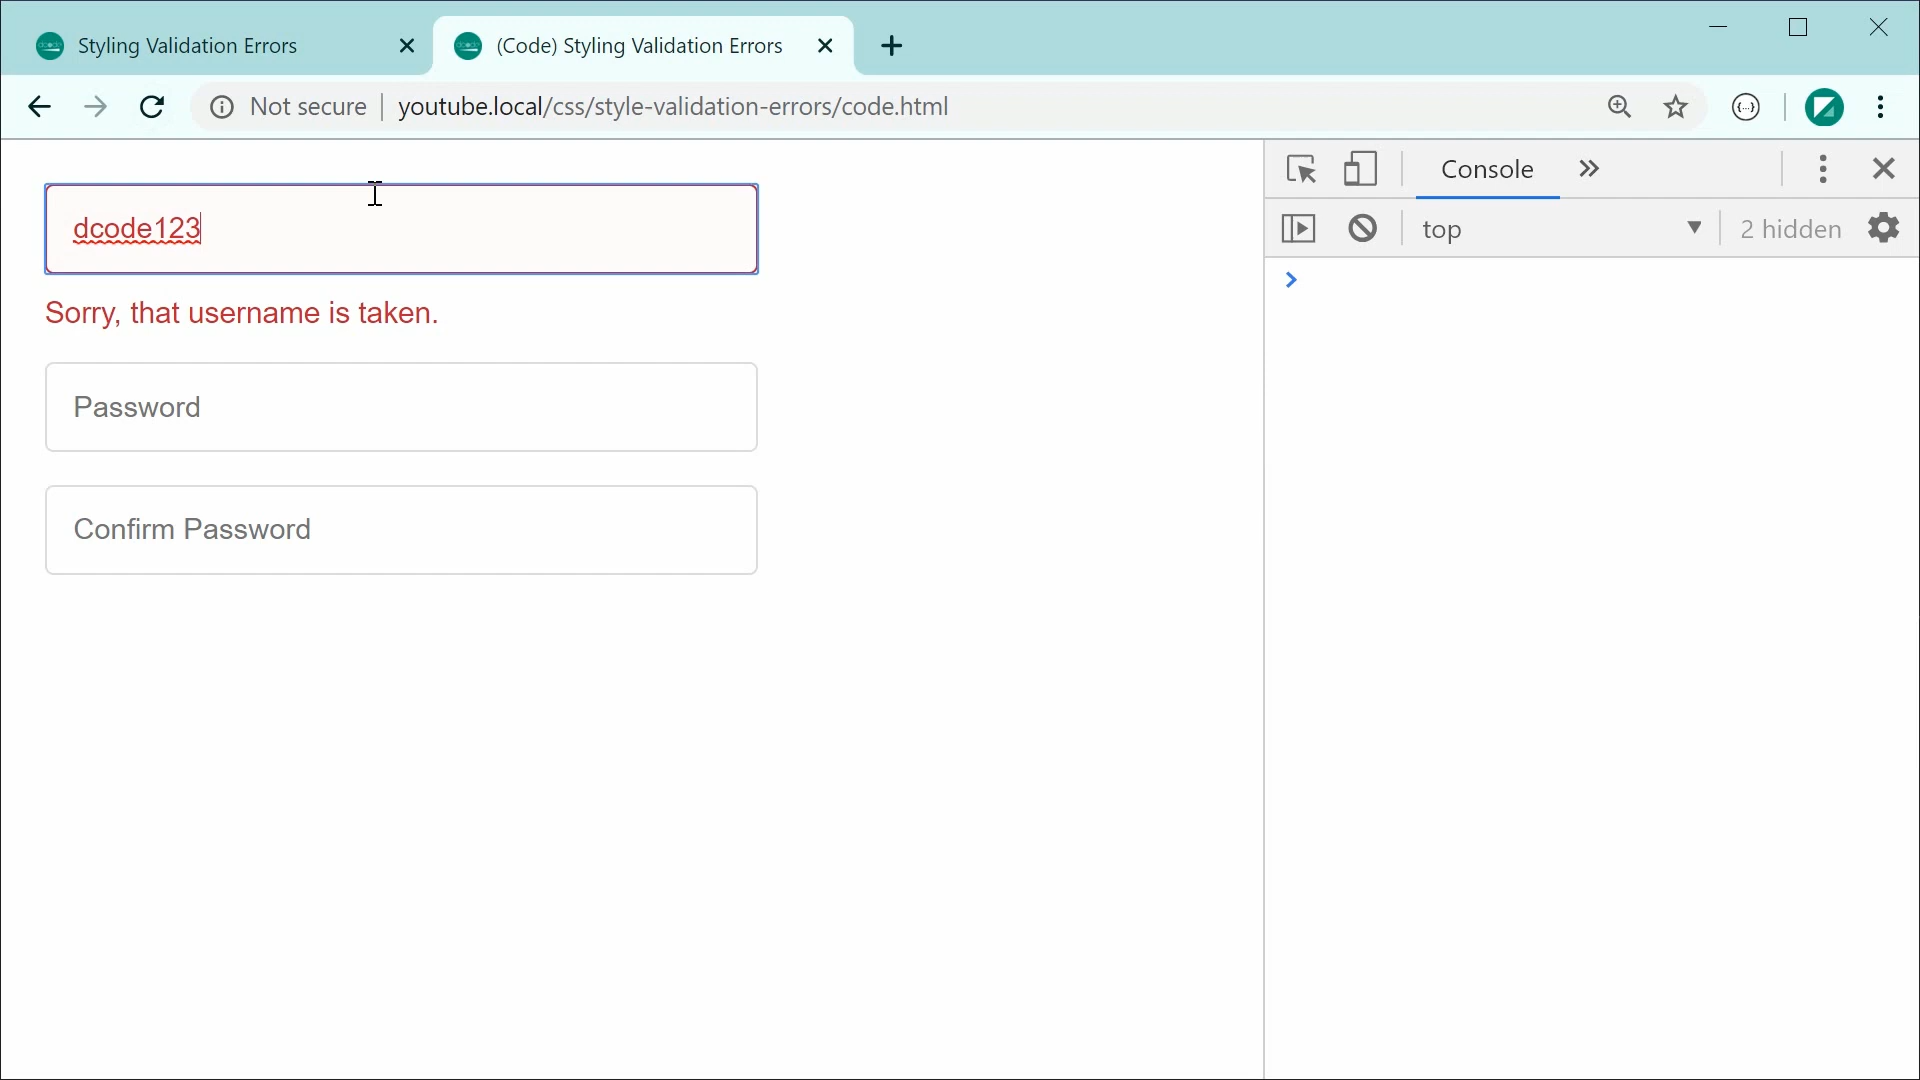 Styling Validation Errors
(Code) Styling Validation Errors
Not secure
youtube.local/css/style-validation-errors/code.html
Console
top
2 hidden
dcode123
Sorry, that username is taken.
Password
Confirm Password